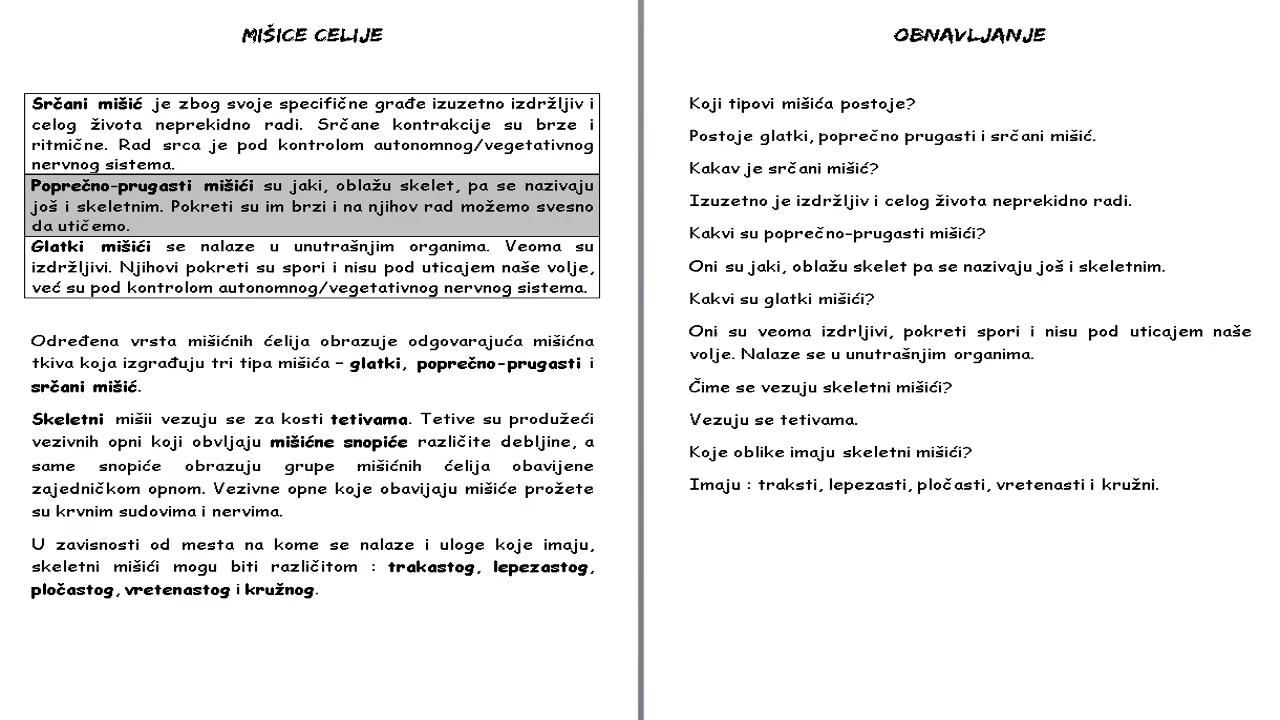 MIŠICE CELIJE
Srčani mišić je zbog svoje specifične građe izuzetno izdržljiv i
celog života neprekidno radi. Srčane kontrakcije su brze i
ritmične. Rad srca je pod kontrolom autonomnog/vegetativnog
nervnog sistema.
Poprečno-prugasti mišići su jaki, oblažu skelet, pa se nazivaju
još i skeletnim. Pokreti su im brzi i na njihov rad možemo svesno
da utičemo.
Glatki mišići se nalaze u unutrašnjim organima. Veoma su
izdržljivi. Njihovi pokreti su spori i nisu pod uticajem naše volje,
već su pod kontrolom autonomnog/vegetativnog nervnog sistema.
Određena vrsta mišićnih ćelija obrazuje odgovarajuća mišićna
tkiva koja izgrađuju tri tipa mišića – glatki, poprečno-prugasti i
srčani mišić.
Skeletni mišii vezuju se za kosti tetivama. Tetive su produžeći
vezivnih opni koji obvljaju mišićne snopiće različite debljine, a
same snopiće obrazuju grupe mišićnih ćelija obavijene
zajedničkom opnom. Vezivne opne koje obavijaju mišiće prožete
su krvnim sudovima i nervima.
U zavisnosti od mesta na kome se nalaze i uloge koje imaju,
skeletni mišići mogu biti različitom : trakastog, lepezastog,
pločastog, vretenastog i kružnog.
OBNAVLJANJE
Koji tipovi mišića postoje?
Postoje glatki, poprečno prugasti i srčani mišić.
Kakav je srčani mišić?
Izuzetno je izdržljiv i celog života neprekidno radi.
Kakvi su poprečno-prugasti mišići?
Oni su jaki, oblažu skelet pa se nazivaju još i skeletnim.
Kakvi su glatki mišići?
Oni su veoma izdrljivi, pokreti spori i nisu pod uticajem naše
volje. Nalaze se u unutrašnjim organima.
Čime se vezuju skeletni mišići?
Vezuju se tetivama.
Koje oblike imaju skeletni mišići?
Imaju : traksti, lepezasti, pločasti, vretenasti i kružni.